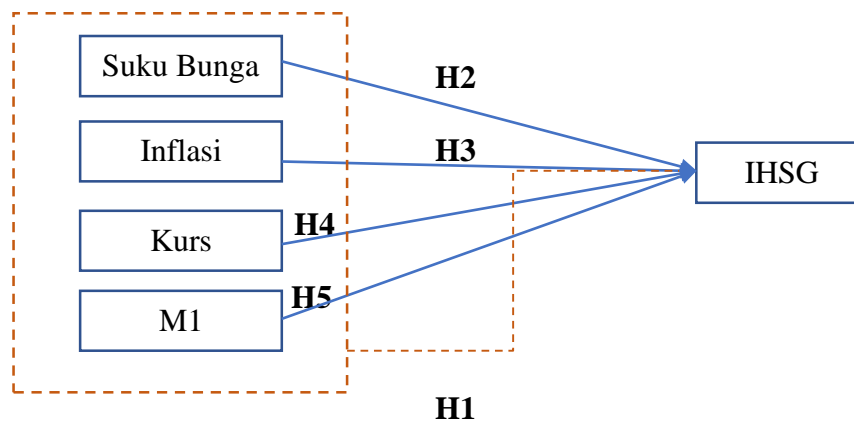 Suku Bunga
H2
Inflasi
H3
IHSG
Kurs
H4
M1
H5
H1